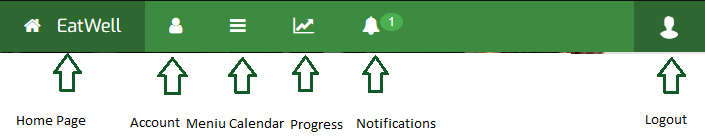 EatWell 1
Home Page Account Meniu Calendar Progress Notifications Logout